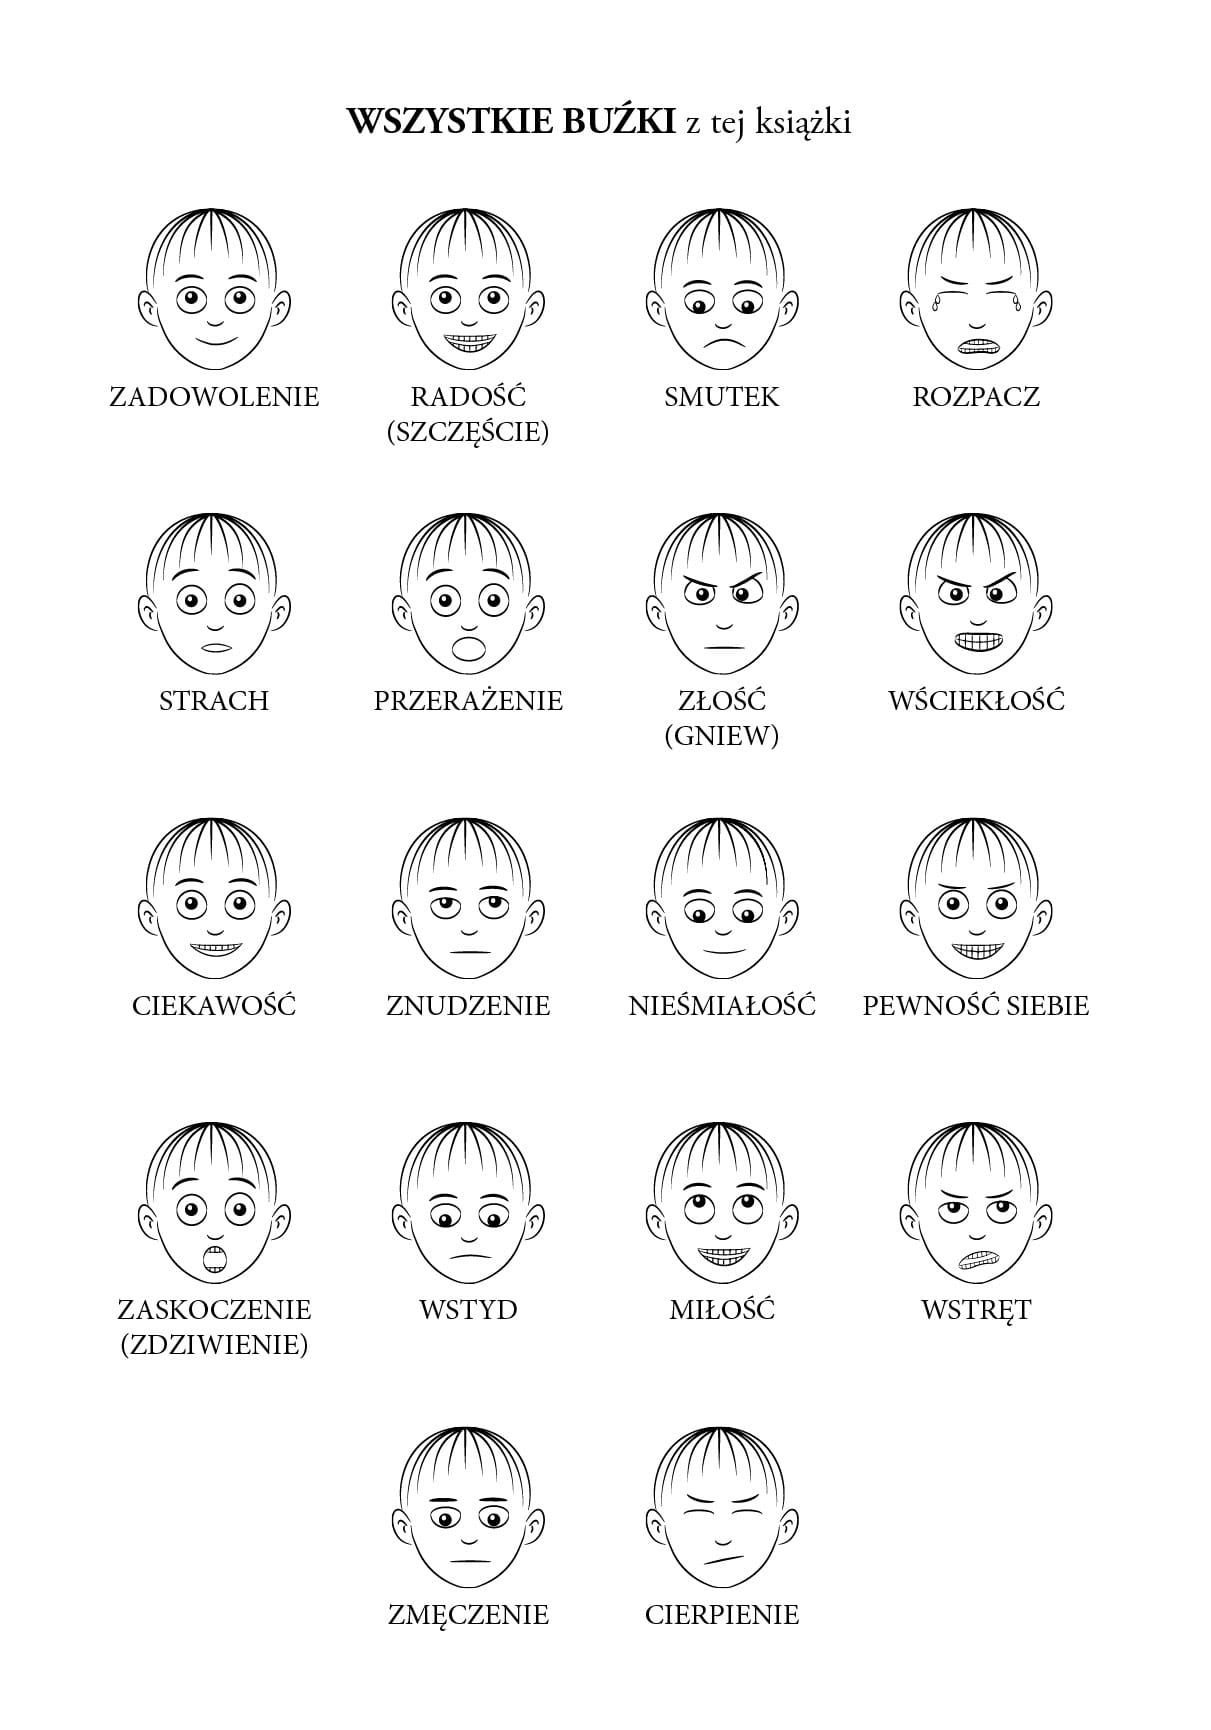 WSZYSTKIE BUŹKI z tej książki
ZADOWOLENIE
RADOŚĆ
(SZCZĘŚCIE)
SMUTEK
ROZPACZ
STRACH
PRZERAŻENIE
ZŁOŚĆ
(GNIEW)
WŚCIEKŁOŚĆ
CIEKAWOŚĆ
ZNUDZENIE
NIEŚMIAŁOŚĆ
PEWNOŚĆ SIEBIE
ZASKOCZENIE
(ZDZIWIENIE)
WSTYD
MIŁOŚĆ
WSTRĘT
ZMĘCZENIE
CIERPIENIE